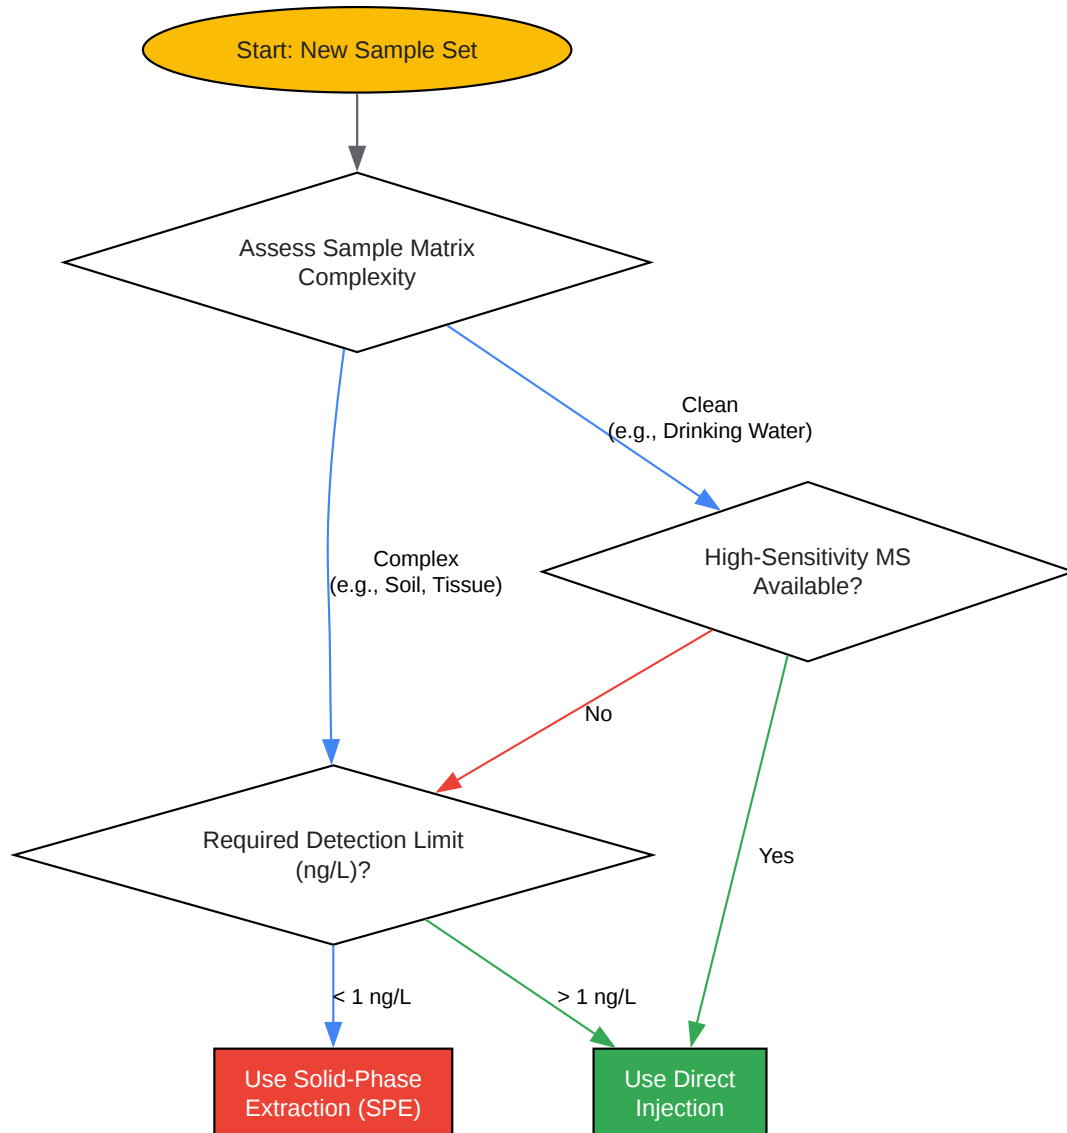 Start: New Sample Set
Assess Sample Matrix
Complexity
Clean
(e.g., Drinking Water)
Complex
(e.g., Soil, Tissue)
High-Sensitivity MS
Available?
No
Yes
Required Detection Limit
(ng/L)?
< 1 ng/L
> 1 ng/L
Use Solid-Phase
Extraction (SPE)
Use Direct
Injection